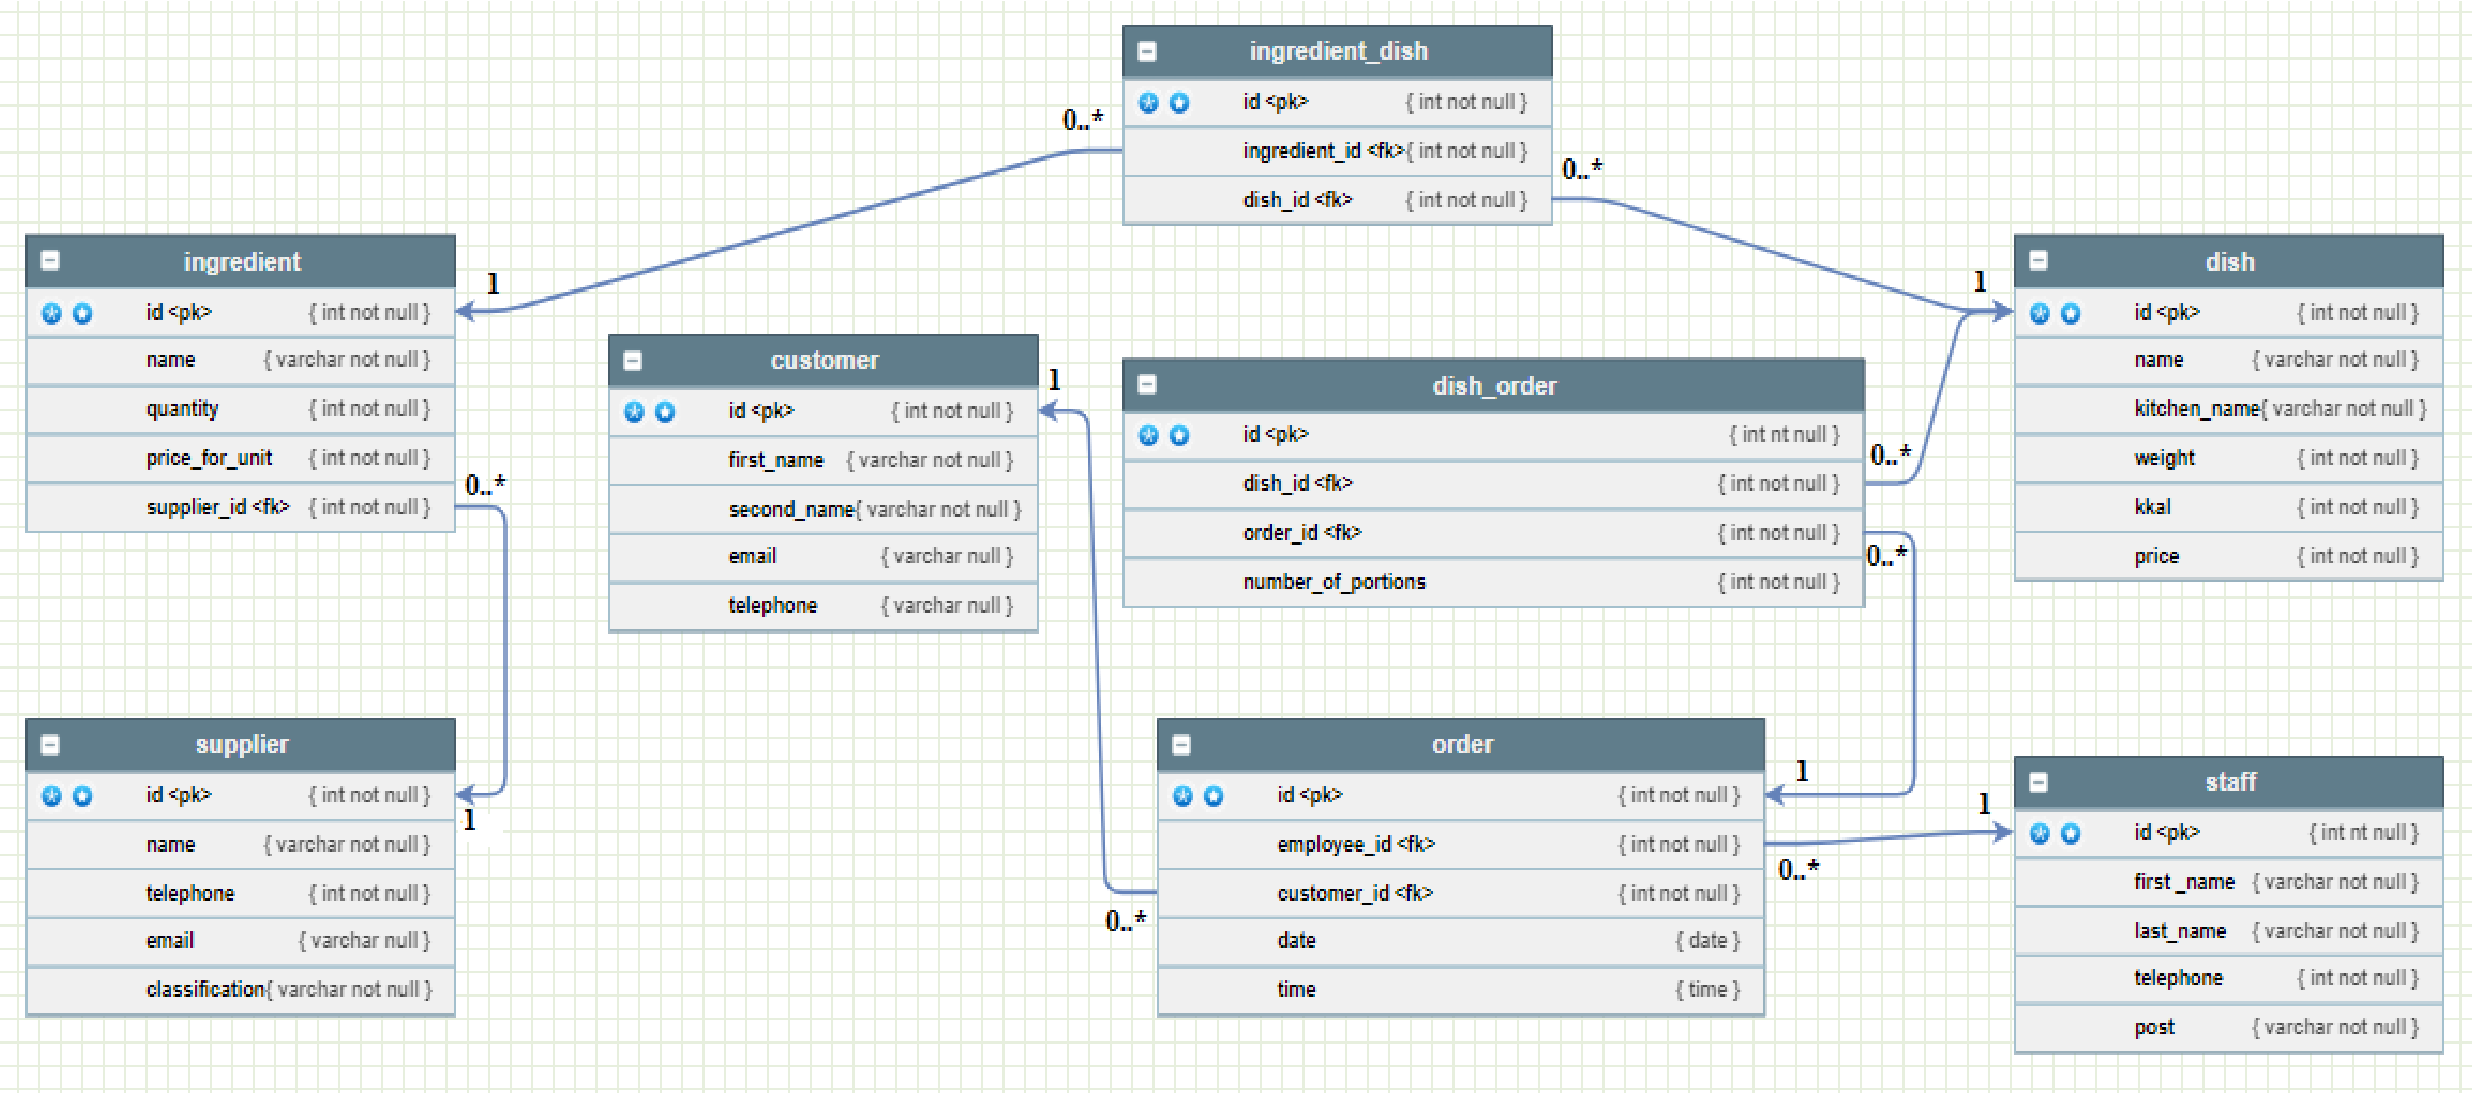 ingredient_dish
id <pk> { int not null }
ingredient_id <fk>{ int not null }
dish_id <fk> { int not null }
0..*
0..*
ingredient
id <pk> { int not null }
name { varchar not null }
quantity { int not null }
price_for_unit { int not null }
supplier_id <fk> { int not null }
1
0..*
customer
id <pk> { int not null }
first_name { varchar not null }
second_name{ varchar not null }
email { varchar null }
telephone { varchar null }
1
dish_order
id <pk> { int nt null }
dish_id <fk> { int not null }
order_id <fk> { int not null }
number_of_portions { int not null }
0..*
0..*
1
dish
id <pk> { int not null }
name { varchar not null }
kitchen_name{ varchar not null }
weight { int not null }
kkal { int not null }
price { int not null }
supplier
id <pk> { int not null }
name { varchar not null }
telephone { int not null }
email { varchar null }
classification{ varchar not null }
1
order
id <pk> { int not null }
employee_id <fk> { int not null }
customer_id <fk> { int not null }
date { date }
time { time }
0..*
1
0..*
1
staff
id <pk> { int nt null }
first _name { varchar not null }
last_name { varchar not null }
telephone { int not null }
post { varchar not null }